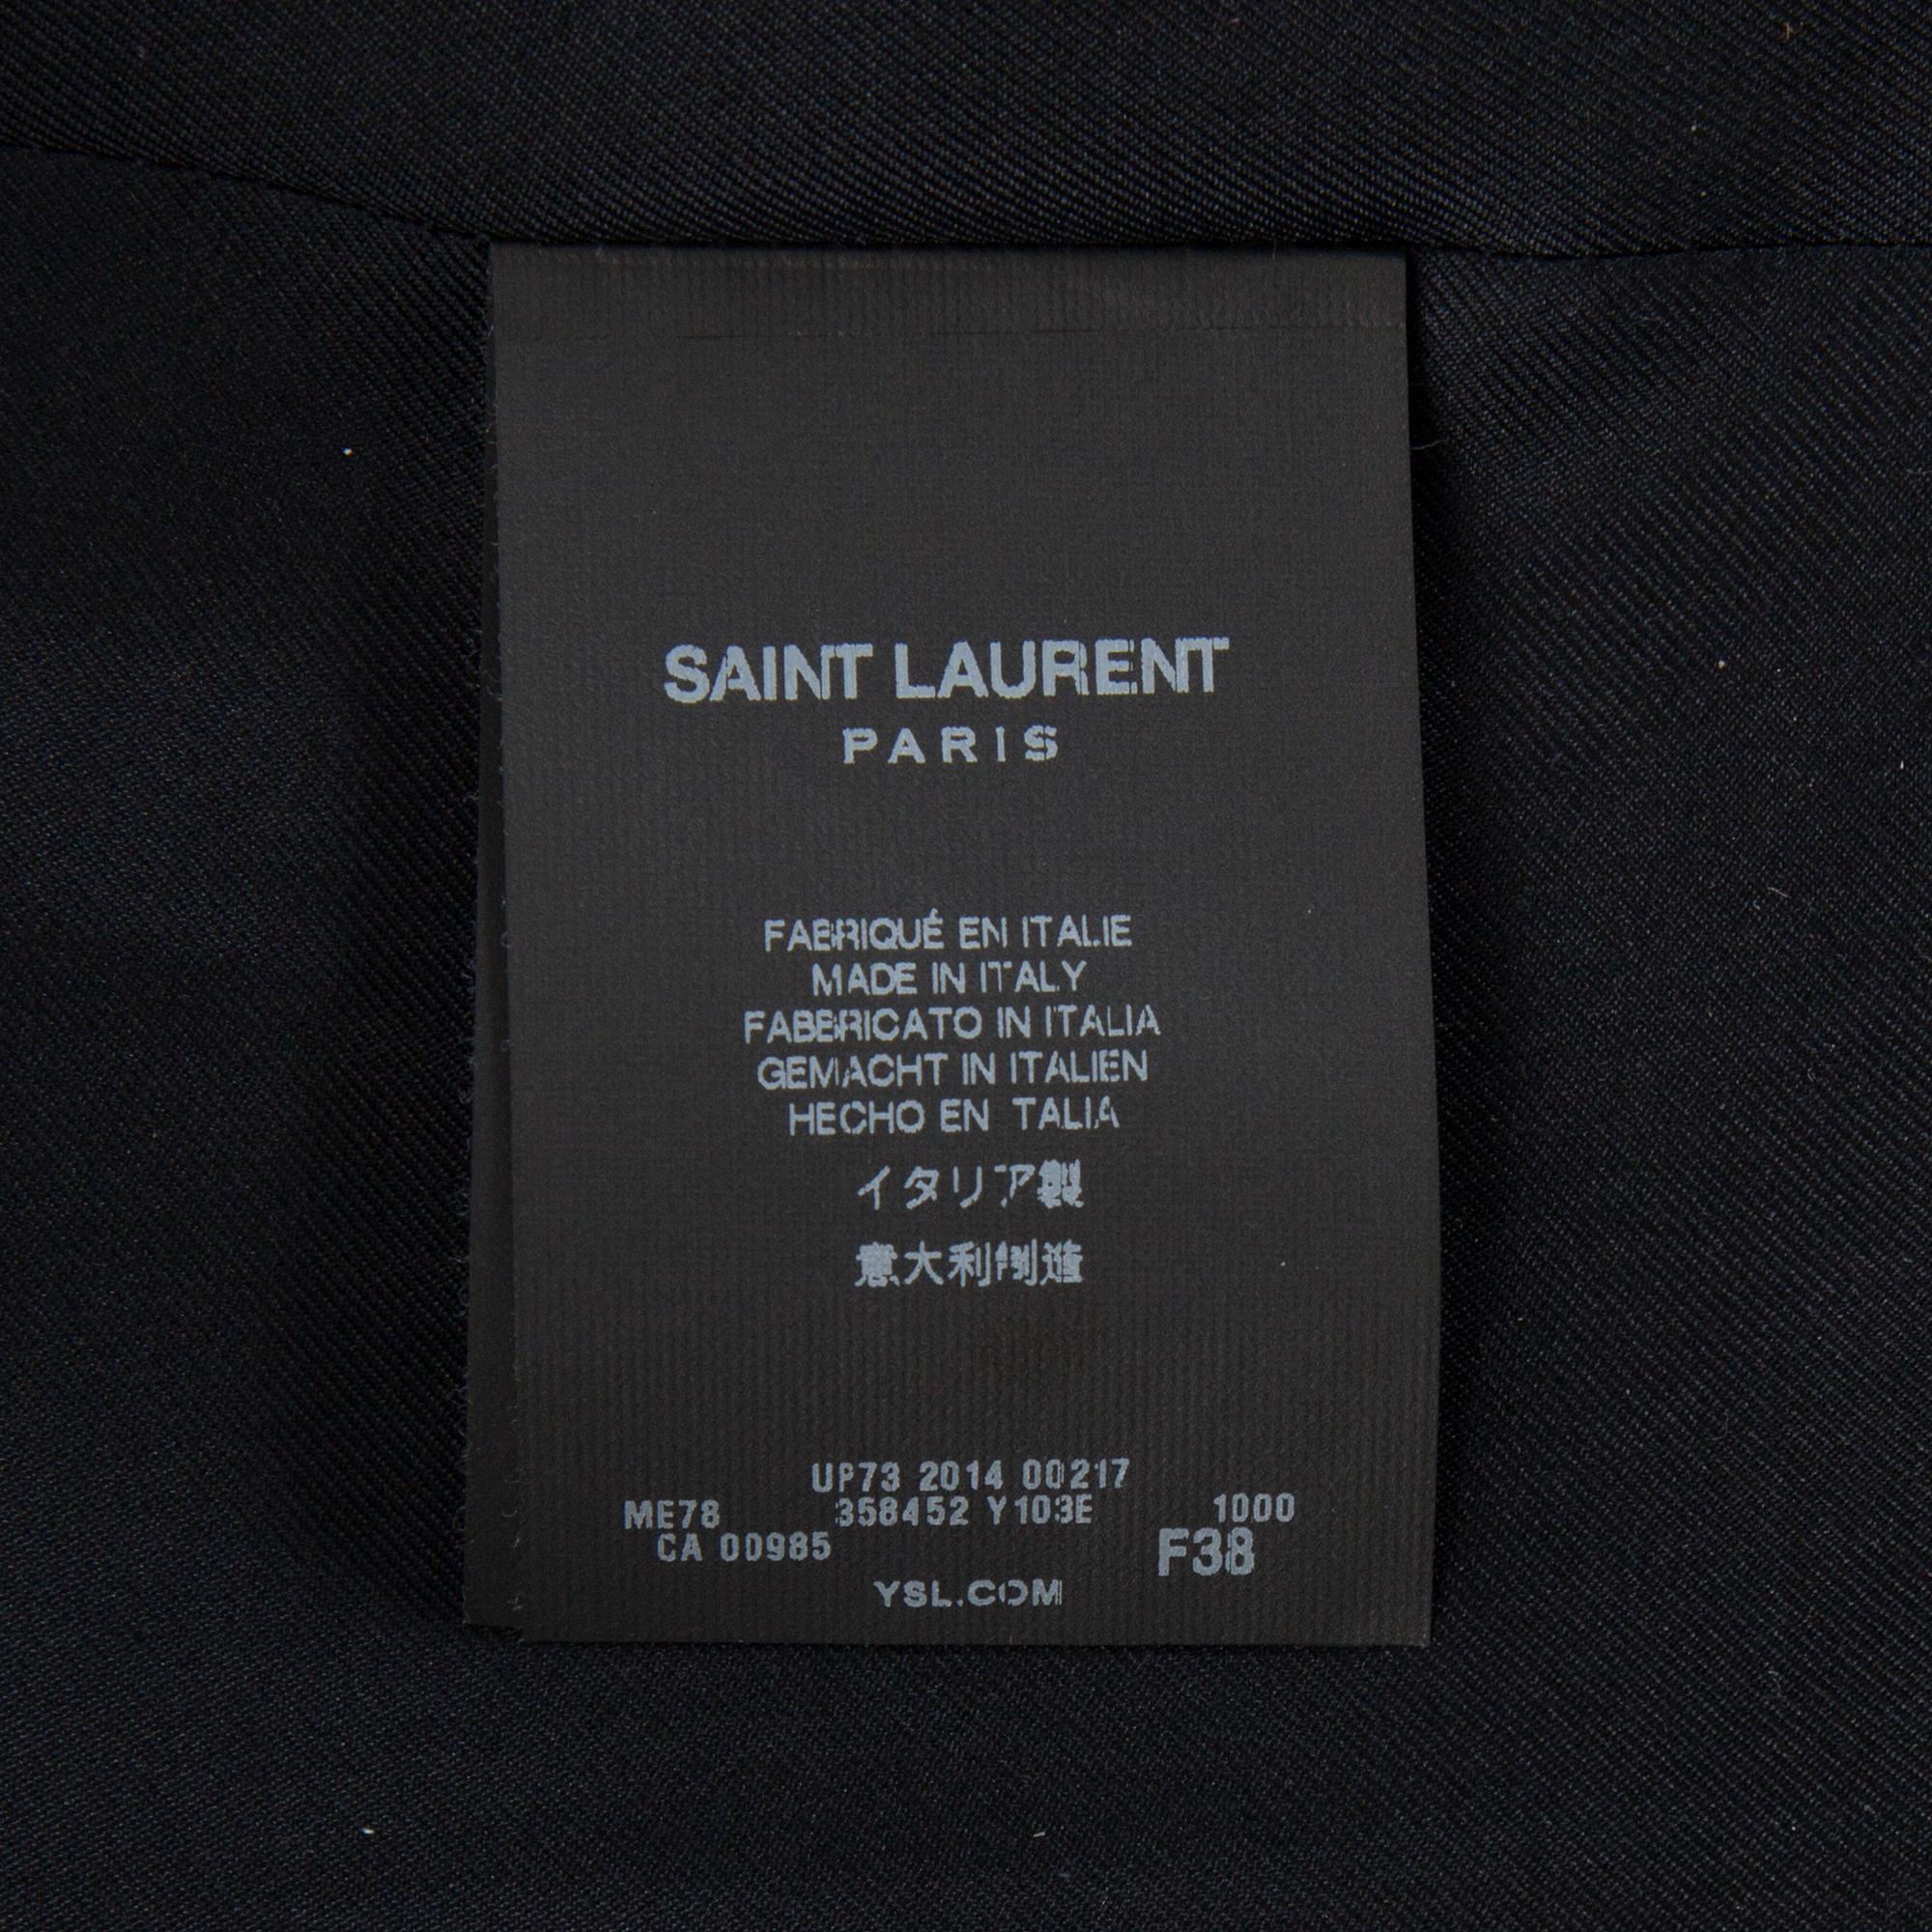 SAINT LAURENT
PARIS
FABRIQUÉ EN ITALIE
MADE IN ITALY
FABBRICATO IN ITALIA
GEMACHT IN ITALIEN
HECHO EN TALIA
イタリア製
意大利制造
UP73 2014 00217
ME78 358452 Y103E 1000
CA 00985 F38
YSL.COM